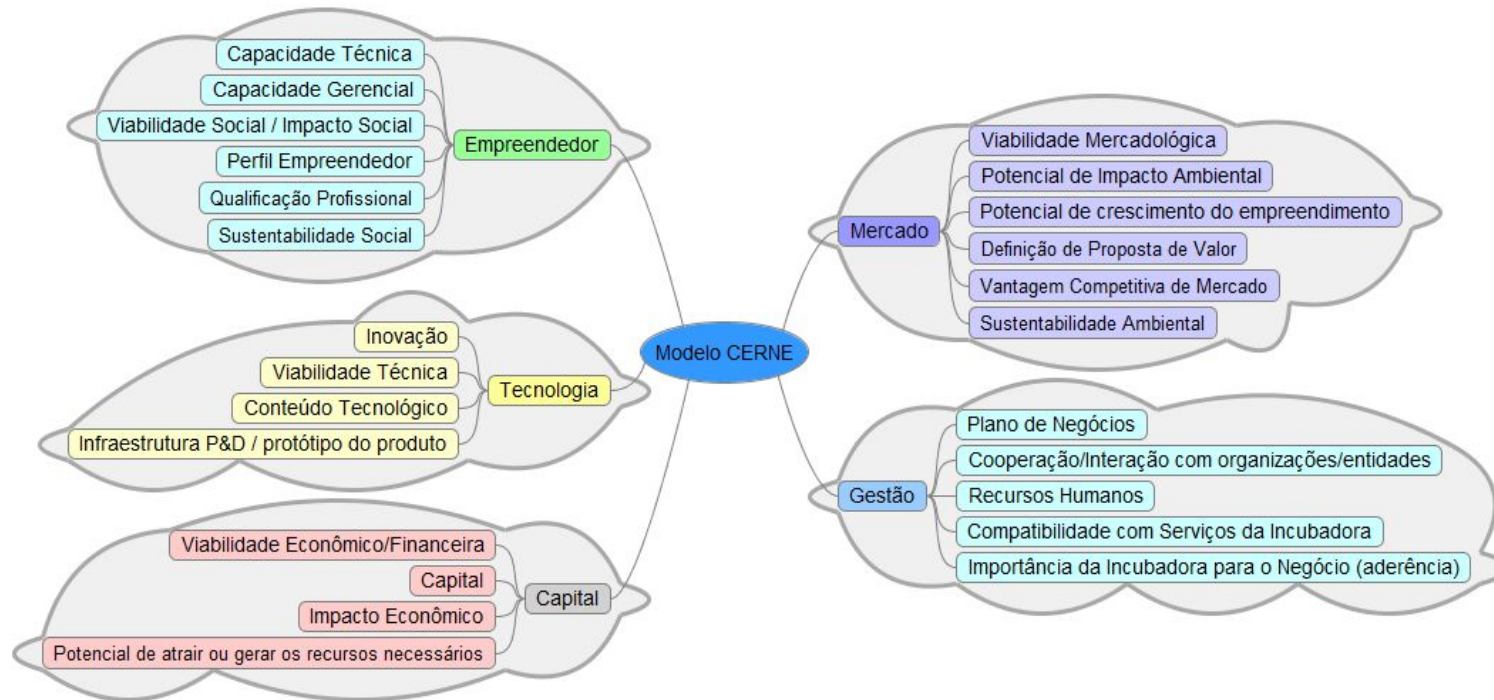 Capacidade Técnica
Capacidade Gerencial
Viabilidade Social / Impacto Social
Perfil Empreendedor
Qualificação Profissional
Sustentabilidade Social
Empreendedor
Inovação
Viabilidade Técnica
Conteúdo Tecnológico
Infraestrutura P&D / protótipo do produto
Tecnologia
Viabilidade Econômico/Financeira
Capital
Impacto Econômico
Potencial de atrair ou gerar os recursos necessários
Capital
Modelo CERNE
Mercado
Viabilidade Mercadológica
Potencial de Impacto Ambiental
Potencial de crescimento do empreendimento
Definição de Proposta de Valor
Vantagem Competitiva de Mercado
Sustentabilidade Ambiental
Gestão
Plano de Negócios
Cooperação/Interação com organizações/entidades
Recursos Humanos
Compatibilidade com Serviços da Incubadora
Importância da Incubadora para o Negócio (aderência)